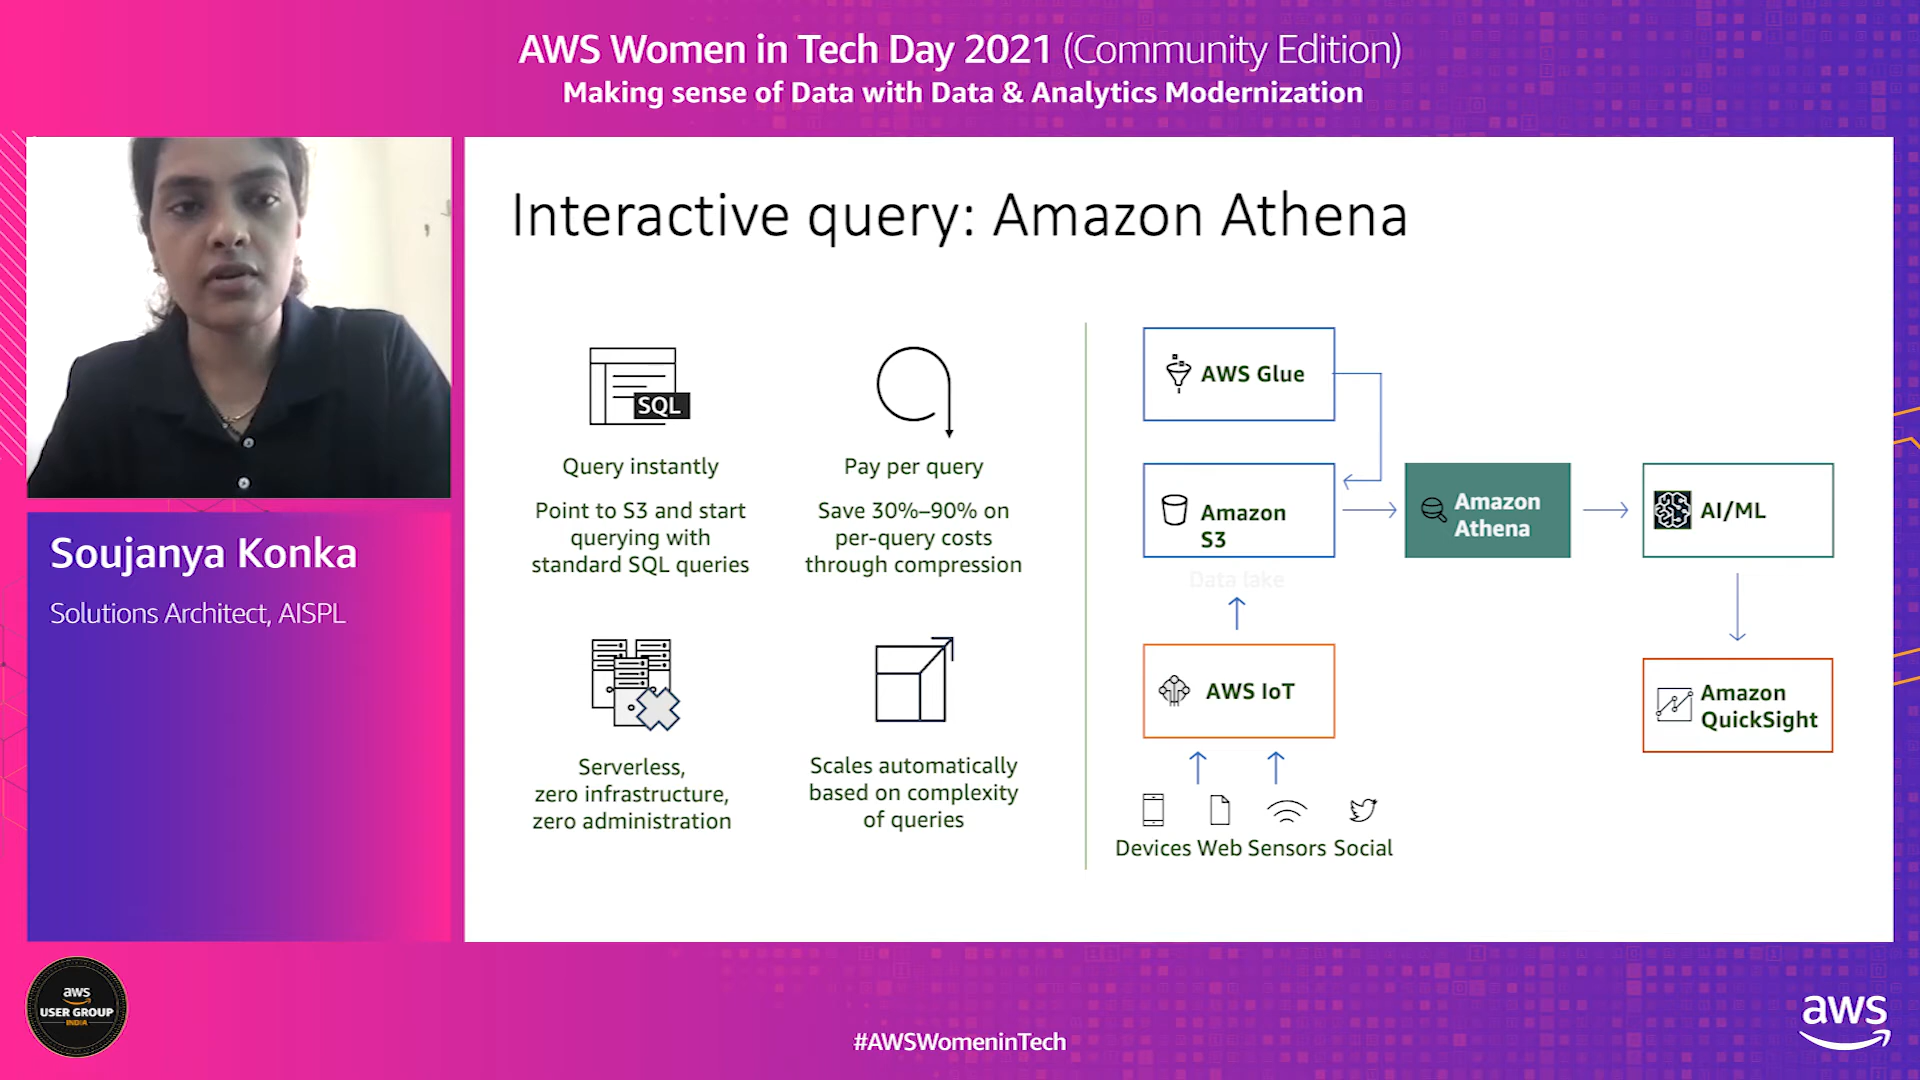 AWS Women in Tech Day 2021 (Community Edition)
Making sense of Data with Data & Analytics Modernization
Soujanya Konka
Solutions Architect, AISPL
Interactive query: Amazon Athena
SQL
Query instantly
Point to S3 and start
querying with
standard SQL queries
Pay per query
Save 30%–90% on
per-query costs
through compression
Serverless,
zero infrastructure,
zero administration
Scales automatically
based on complexity
of queries
AWS Glue
Amazon
S3
Data lake
Amazon
Athena
AI/ML
AWS IoT
Amazon
QuickSight
Devices Web Sensors Social
aws
USER GROUP
INDIA
#AWSWomeninTech
aws